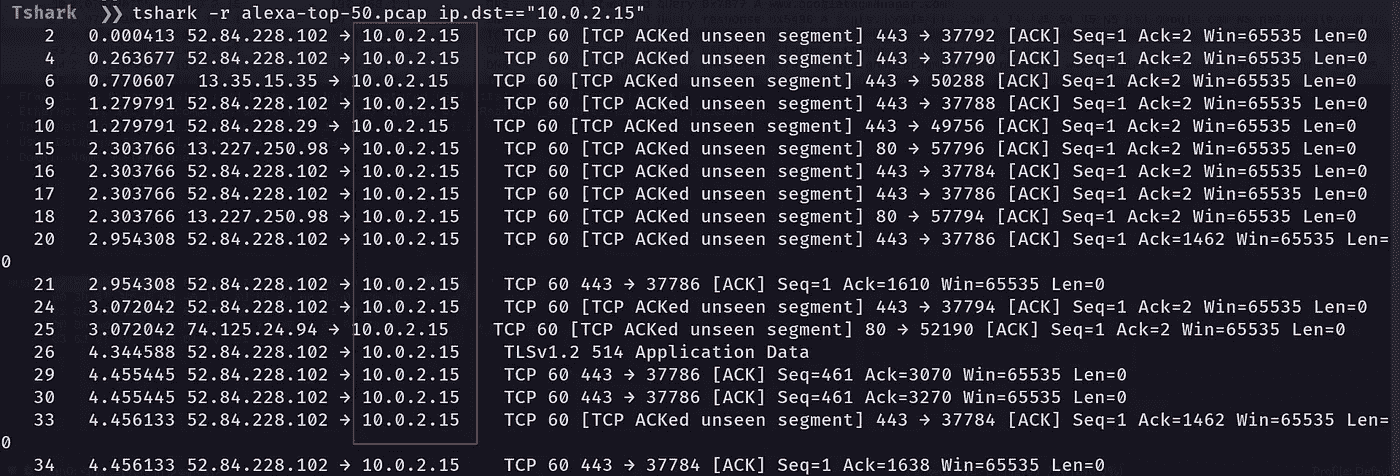 Tshark ❯❯ tshark -r alexa-top-50.pcap ip.dst=="10.0.2.15"
2 0.000413 52.84.228.102 → 10.0.2.15 TCP 60 [TCP ACKed unseen segment] 443 → 37792 [ACK] Seq=1 Ack=2 Win=65535 Len=0
4 0.263677 52.84.228.102 → 10.0.2.15 TCP 60 [TCP ACKed unseen segment] 443 → 37790 [ACK] Seq=1 Ack=2 Win=65535 Len=0
6 0.770607 13.35.15.35 → 10.0.2.15 TCP 60 [TCP ACKed unseen segment] 443 → 50288 [ACK] Seq=1 Ack=2 Win=65535 Len=0
9 1.279791 52.84.228.102 → 10.0.2.15 TCP 60 [TCP ACKed unseen segment] 443 → 37788 [ACK] Seq=1 Ack=2 Win=65535 Len=0
10 1.279791 52.84.228.29 → 10.0.2.15 TCP 60 [TCP ACKed unseen segment] 443 → 49756 [ACK] Seq=1 Ack=2 Win=65535 Len=0
15 2.303766 13.227.250.98 → 10.0.2.15 TCP 60 [TCP ACKed unseen segment] 80 → 57796 [ACK] Seq=1 Ack=2 Win=65535 Len=0
16 2.303766 52.84.228.102 → 10.0.2.15 TCP 60 [TCP ACKed unseen segment] 443 → 37784 [ACK] Seq=1 Ack=2 Win=65535 Len=0
17 2.303766 52.84.228.102 → 10.0.2.15 TCP 60 [TCP ACKed unseen segment] 443 → 37786 [ACK] Seq=1 Ack=2 Win=65535 Len=0
18 2.303766 13.227.250.98 → 10.0.2.15 TCP 60 [TCP ACKed unseen segment] 80 → 57794 [ACK] Seq=1 Ack=2 Win=65535 Len=0
20 2.954308 52.84.228.102 → 10.0.2.15 TCP 60 [TCP ACKed unseen segment] 443 → 37786 [ACK] Seq=1 Ack=1462 Win=65535 Len=
0
21 2.954308 52.84.228.102 → 10.0.2.15 TCP 60 443 → 37786 [ACK] Seq=1 Ack=1610 Win=65535 Len=0
24 3.072042 52.84.228.102 → 10.0.2.15 TCP 60 [TCP ACKed unseen segment] 443 → 37794 [ACK] Seq=1 Ack=2 Win=65535 Len=0
25 3.072042 74.125.24.94 → 10.0.2.15 TCP 60 [TCP ACKed unseen segment] 80 → 52190 [ACK] Seq=1 Ack=2 Win=65535 Len=0
26 4.344588 52.84.228.102 → 10.0.2.15 TLSv1.2 514 Application Data
29 4.455445 52.84.228.102 → 10.0.2.15 TCP 60 443 → 37786 [ACK] Seq=461 Ack=3070 Win=65535 Len=0
30 4.455445 52.84.228.102 → 10.0.2.15 TCP 60 443 → 37786 [ACK] Seq=461 Ack=3270 Win=65535 Len=0
33 4.456133 52.84.228.102 → 10.0.2.15 TCP 60 [TCP ACKed unseen segment] 443 → 37784 [ACK] Seq=1 Ack=1462 Win=65535 Len=
0
34 4.456133 52.84.228.102 → 10.0.2.15 TCP 60 443 → 37784 [ACK] Seq=1 Ack=1638 Win=65535 Len=0